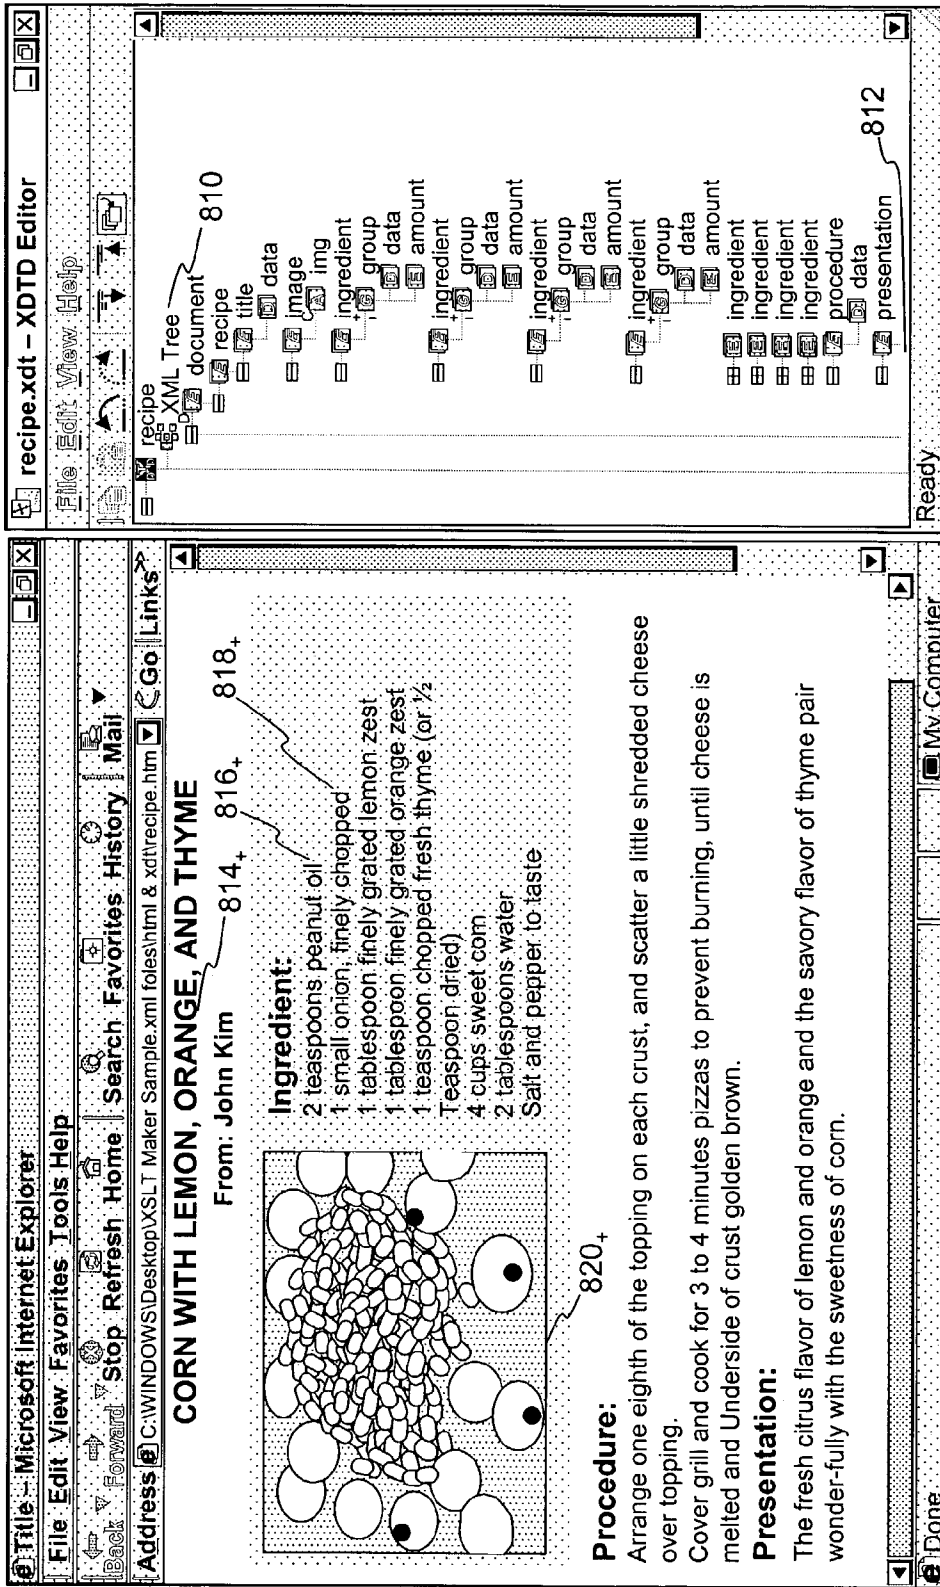 Title – Microsoft Internet Explorer
File Edit View Favorites Tools Help
Back Forward Stop Refresh Home Search Favorites History Mail
Address C:\WINDOWS\Desktop\XSLT Maker Sample.xml foles\html & xdt\recipe.htm Go Links >>
CORN WITH LEMON, ORANGE, AND THYME
814+
From: John Kim
816+
818+
Ingredient:
2 teaspoons peanut oil
1 small onion, finely chopped
1 tablespoon finely grated lemon zest
1 tablespoon finely grated orange zest
1 teaspoon chopped fresh thyme (or ½
Teaspoon dried)
4 cups sweet corn
2 tablespoons water
Salt and pepper to taste
820+
Procedure:
Arrange one eighth of the topping on each crust, and scatter a little shredded cheese
over topping.
Cover grill and cook for 3 to 4 minutes pizzas to prevent burning, until cheese is
melted and Underside of crust golden brown.
Presentation:
The fresh citrus flavor of lemon and orange and the savory flavor of thyme pair
wonder-fully with the sweetness of corn.
Done
My Computer
recipe.xdt – XDTD Editor
File Edit View Help
recipe
XML Tree
810
D document
E recipe
E title
D data
E image
A img
E ingredient
G group
D data
E amount
E ingredient
G group
D data
E amount
E ingredient
G group
D data
E amount
E ingredient
G group
D data
E amount
E ingredient
E ingredient
E ingredient
E ingredient
E procedure
D data
E presentation
812
Ready